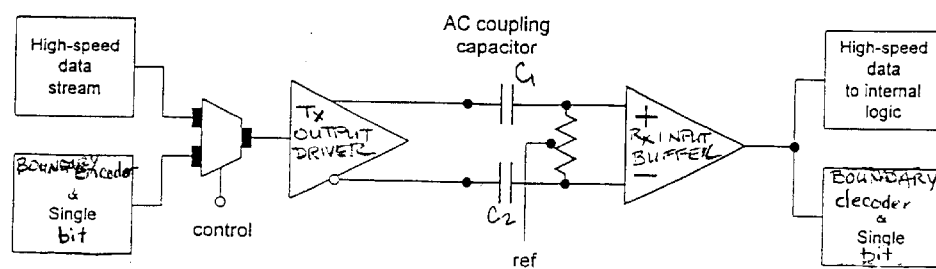 AC coupling
capacitor
C1
High-speed
data
stream
TX
OUTPUT
DRIVER
+
RX INPUT
BUFFER
−
High-speed
data
to internal
logic
BOUNDARY
encoder
&
Single
bit
control
C2
ref
BOUNDARY
decoder
&
Single
bit